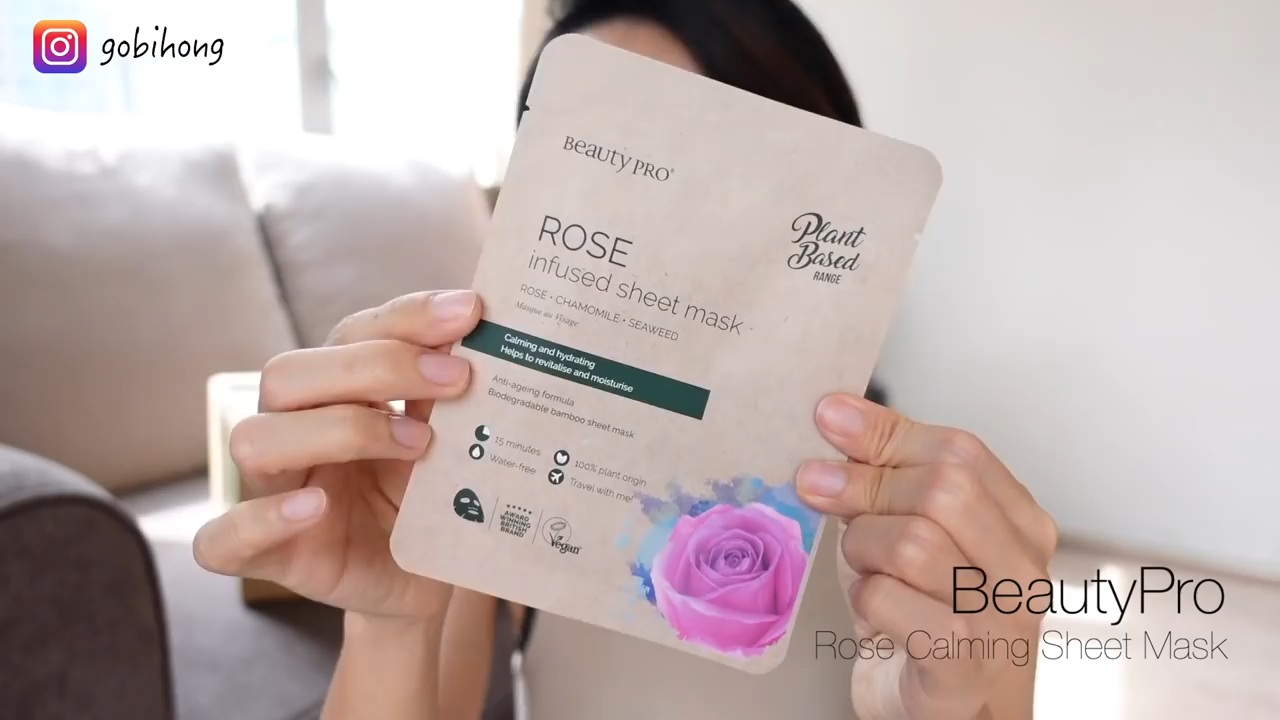 gobihong
BeautyPRO®
ROSE
infused sheet mask
ROSE • CHAMOMILE • SEAWEED
Masque au Visage
Calming and hydrating
Helps to revitalise and moisturise
Anti-ageing formula
Biodegradable bamboo sheet mask
15 minutes
100% plant origin
Water-free
Travel with me!
AWARD
WINNING
BRITISH
BRAND
Vegan
Plant
Based
RANGE
BeautyPro
Rose Calming Sheet Mask